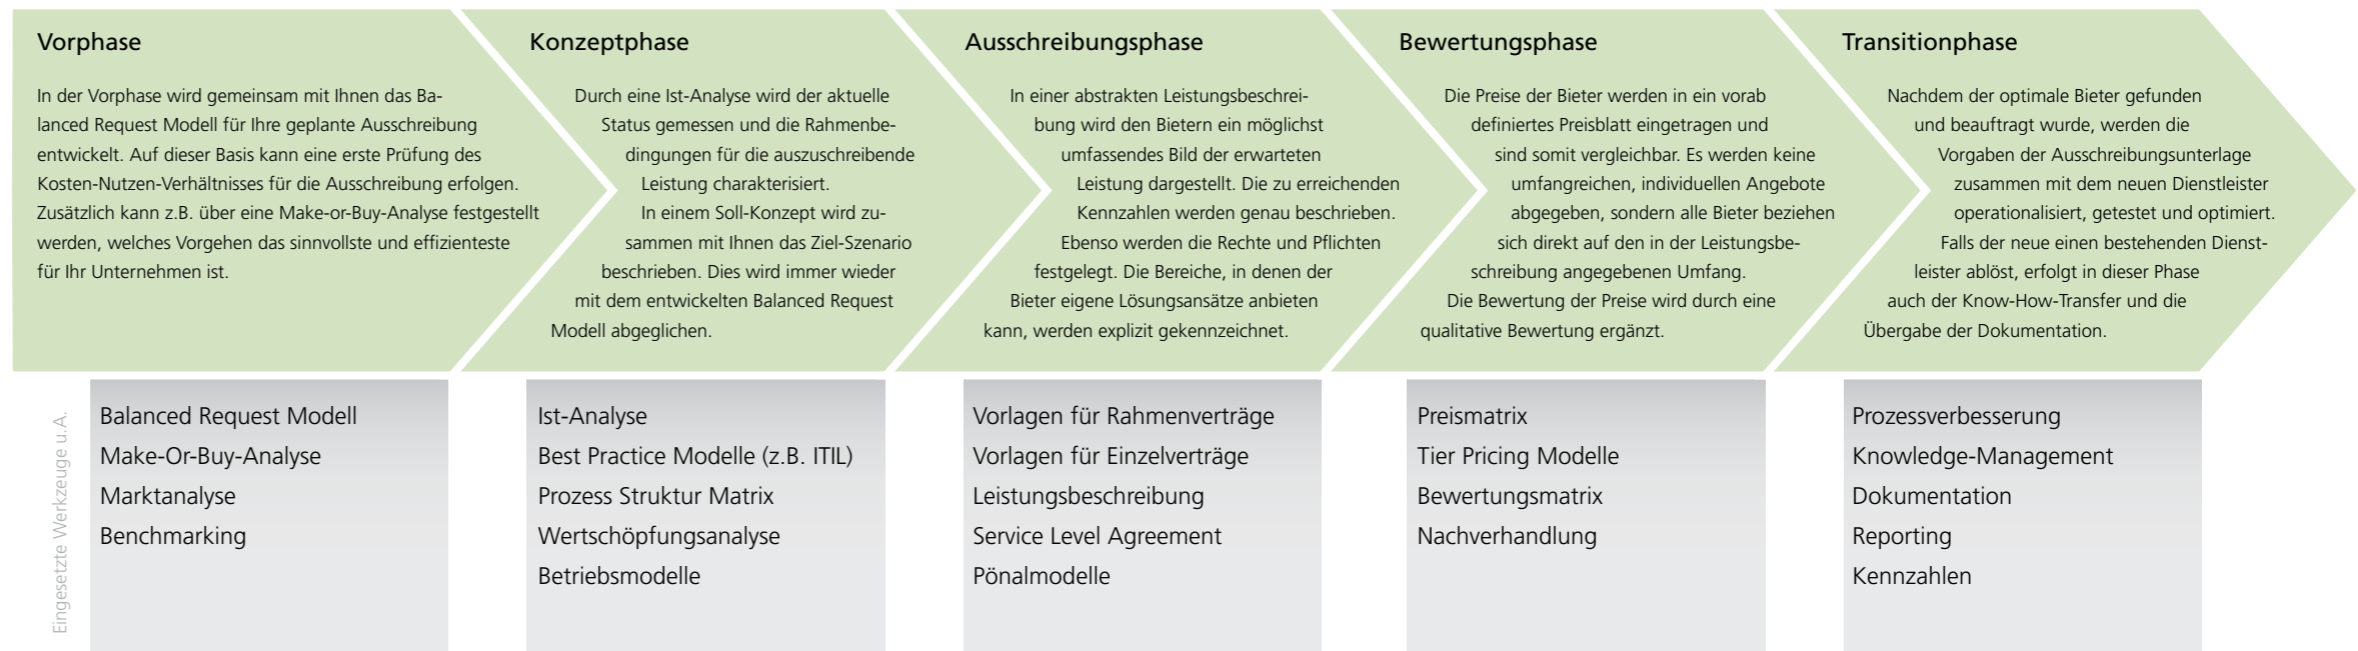 Vorphase
In der Vorphase wird gemeinsam mit Ihnen das Ba-
lanced Request Modell für Ihre geplante Ausschreibung
entwickelt. Auf dieser Basis kann eine erste Prüfung des
Kosten-Nutzen-Verhältnisses für die Ausschreibung erfolgen.
Zusätzlich kann z.B. über eine Make-or-Buy-Analyse festgestellt
werden, welches Vorgehen das sinnvollste und effizienteste
für Ihr Unternehmen ist.
Konzeptphase
Durch eine Ist-Analyse wird der aktuelle
Status gemessen und die Rahmenbe-
dingungen für die auszuschreibende
Leistung charakterisiert.
In einem Soll-Konzept wird zu-
sammen mit Ihnen das Ziel-Szenario
beschrieben. Dies wird immer wieder
mit dem entwickelten Balanced Request
Modell abgeglichen.
Ausschreibungsphase
In einer abstrakten Leistungsbeschrei-
bung wird den Bietern ein möglichst
umfassendes Bild der erwarteten
Leistung dargestellt. Die zu erreichenden
Kennzahlen werden genau beschrieben.
Ebenso werden die Rechte und Pflichten
festgelegt. Die Bereiche, in denen der
Bieter eigene Lösungsansätze anbieten
kann, werden explizit gekennzeichnet.
Bewertungsphase
Die Preise der Bieter werden in ein vorab
definiertes Preisblatt eingetragen und
sind somit vergleichbar. Es werden keine
umfangreichen, individuellen Angebote
abgegeben, sondern alle Bieter beziehen
sich direkt auf den in der Leistungsbe-
schreibung angegebenen Umfang.
Die Bewertung der Preise wird durch eine
qualitative Bewertung ergänzt.
Transitionphase
Nachdem der optimale Bieter gefunden
und beauftragt wurde, werden die
Vorgaben der Ausschreibungsunterlage
zusammen mit dem neuen Dienstleister
operationalisiert, getestet und optimiert.
Falls der neue einen bestehenden Dienst-
leister ablöst, erfolgt in dieser Phase
auch der Know-How-Transfer und die
Übergabe der Dokumentation.
Eingesetzte Werkzeuge u.A.
Balanced Request Modell
Make-Or-Buy-Analyse
Marktanalyse
Benchmarking
Ist-Analyse
Best Practice Modelle (z.B. ITIL)
Prozess Struktur Matrix
Wertschöpfungsanalyse
Betriebsmodelle
Vorlagen für Rahmenverträge
Vorlagen für Einzelverträge
Leistungsbeschreibung
Service Level Agreement
Pönalmodelle
Preismatrix
Tier Pricing Modelle
Bewertungsmatrix
Nachverhandlung
Prozessverbesserung
Knowledge-Management
Dokumentation
Reporting
Kennzahlen